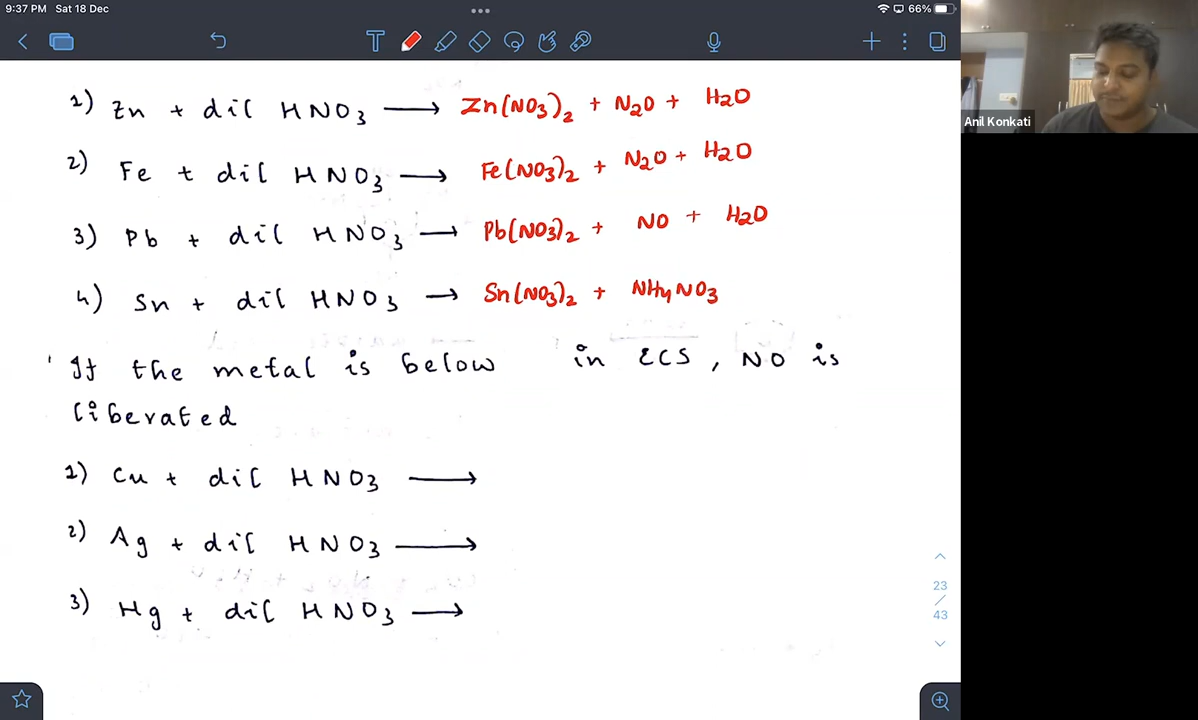 9:37 PM Sat 18 Dec
66%
1) Zn + dil HNO3 → Zn(NO3)2 + N2O + H2O
2) Fe + dil HNO3 → Fe(NO3)2 + N2O + H2O
3) Pb + dil HNO3 → Pb(NO3)2 + NO + H2O
4) Sn + dil HNO3 → Sn(NO3)2 + NH4NO3
If the metal is below in ECS, NO is
liberated
1) Cu + dil HNO3 →
2) Ag + dil HNO3 →
3) Hg + dil HNO3 →
Anil Konkati
23
/
43